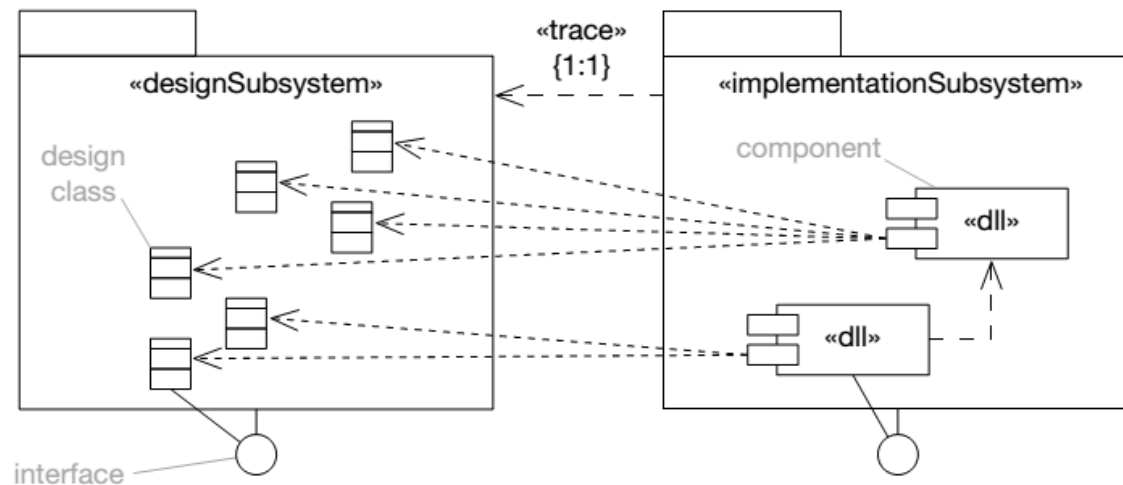 «trace»
{1:1}
«designSubsystem»
«implementationSubsystem»
design
class
component
«dll»
«dll»
interface